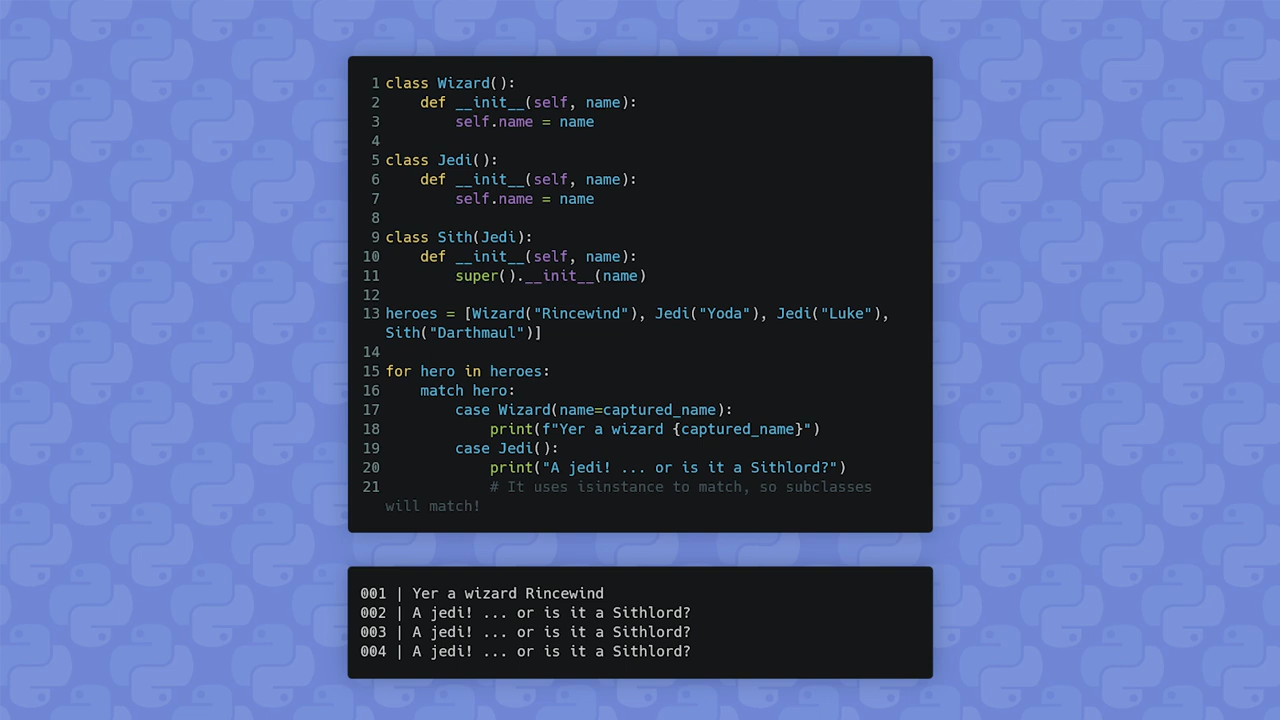 1 class Wizard():
2     def __init__(self, name):
3         self.name = name
4
5 class Jedi():
6     def __init__(self, name):
7         self.name = name
8
9 class Sith(Jedi):
10     def __init__(self, name):
11         super().__init__(name)
12
13 heroes = [Wizard("Rincewind"), Jedi("Yoda"), Jedi("Luke"),
Sith("Darthmaul")]
14
15 for hero in heroes:
16     match hero:
17         case Wizard(name=captured_name):
18             print(f"Yer a wizard {captured_name}")
19         case Jedi():
20             print("A jedi! ... or is it a Sithlord?")
21             # It uses isinstance to match, so subclasses
will match!
001 | Yer a wizard Rincewind
002 | A jedi! ... or is it a Sithlord?
003 | A jedi! ... or is it a Sithlord?
004 | A jedi! ... or is it a Sithlord?